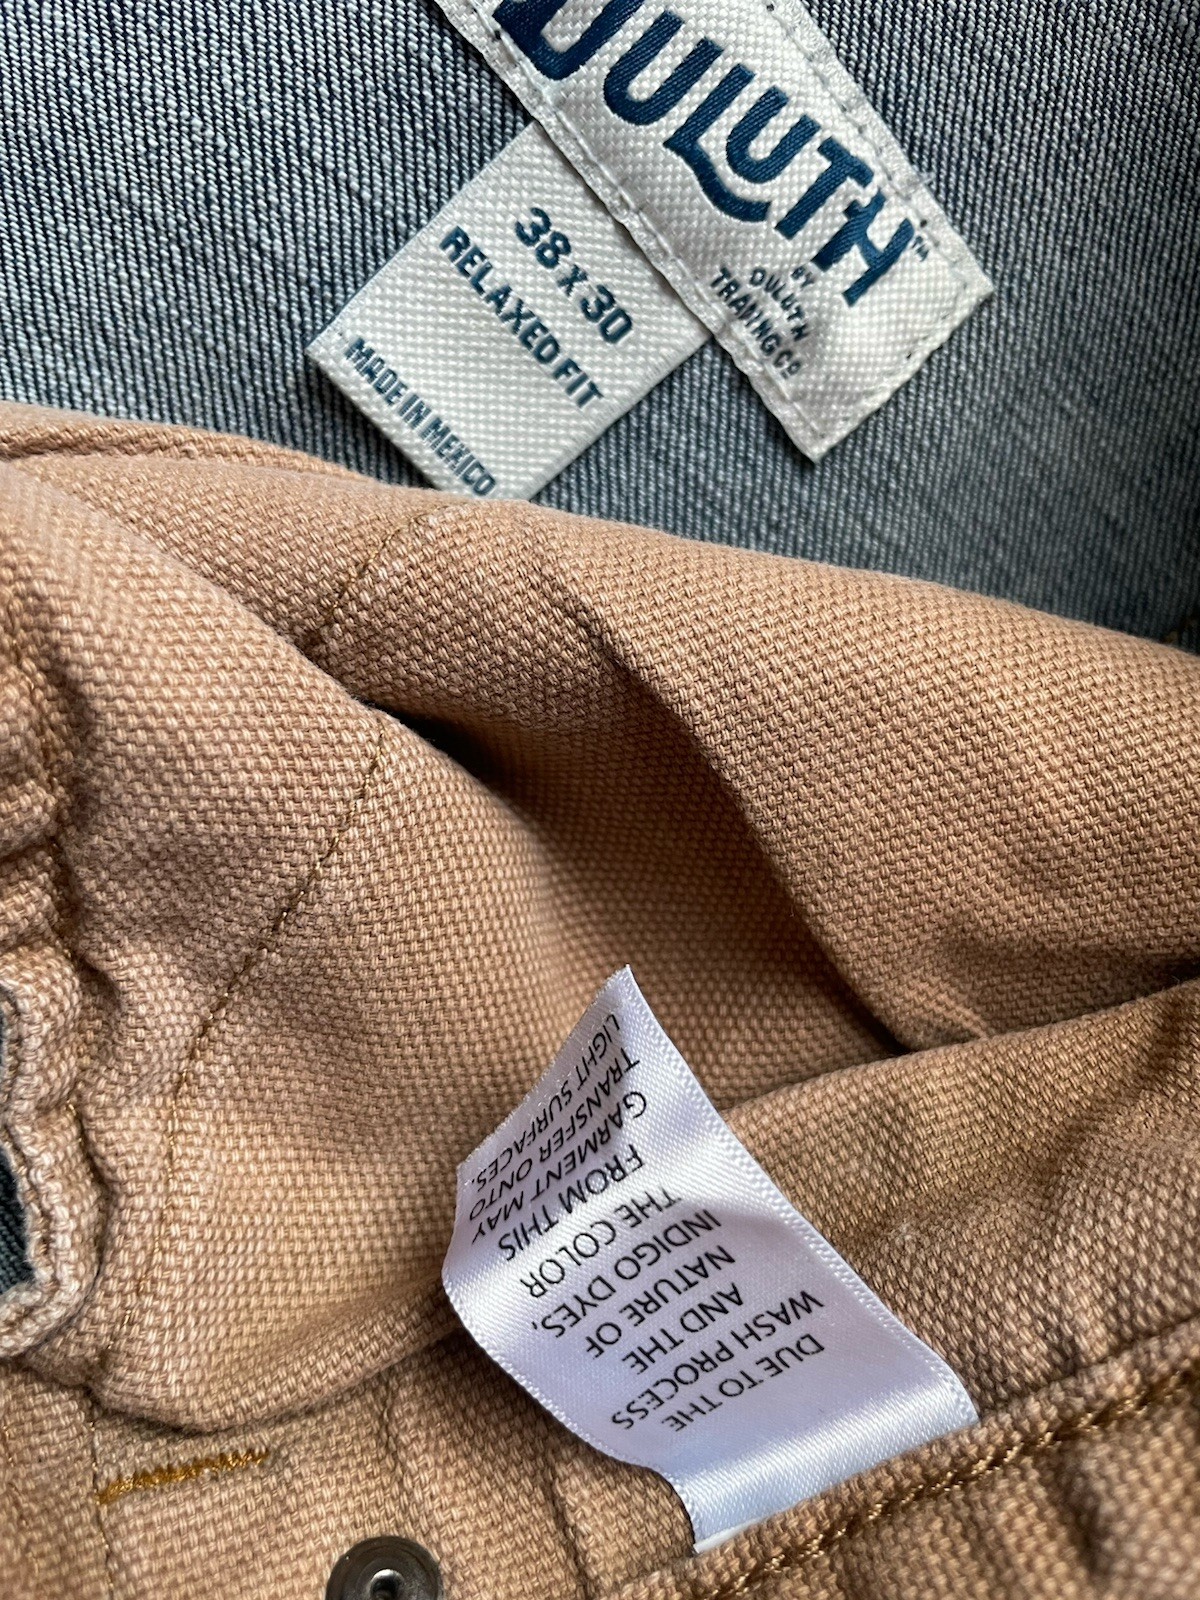 DULUTH™
BY
DULUTH
TRADING CO
38 X 30
RELAXED FIT
MADE IN MEXICO
DUE TO THE
WASH PROCESS
AND THE
NATURE OF
INDIGO DYES,
THE COLOR
FROM THIS
GARMENT MAY
TRANSFER ONTO
LIGHT SURFACES.